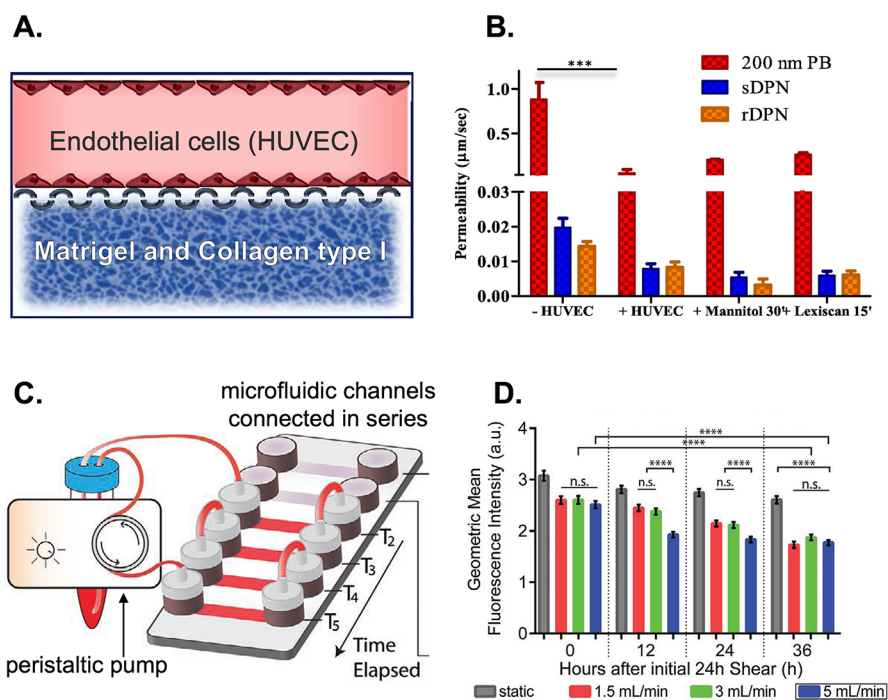 A.
Endothelial cells (HUVEC)
Matrigel and Collagen type I
B.
***
200 nm PB
sDPN
rDPN
Permeability (μm/sec)
1.0
0.5
0.03
0.02
0.01
0.00
- HUVEC
+ HUVEC
+ Mannitol 30'
+ Lexiscan 15'
C.
microfluidic channels
connected in series
T2
T3
T4
T5
Time
Elapsed
peristaltic pump
D.
Geometric Mean
Fluorescence Intensity (a.u.)
4
3
2
1
0
****
****
n.s.
n.s.
****
n.s.
****
****
n.s.
0
12
24
36
Hours after initial 24h Shear (h)
static
1.5 mL/min
3 mL/min
5 mL/min